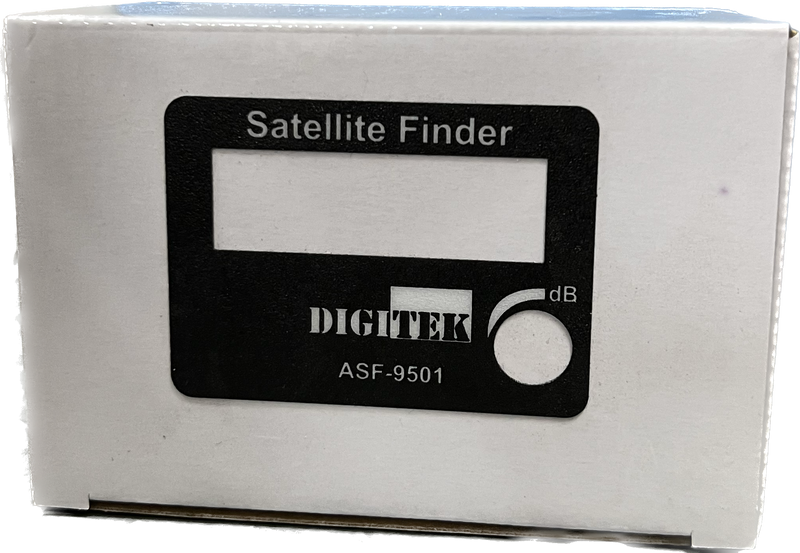 Satellite Finder
dB
DIGITEK
ASF-9501